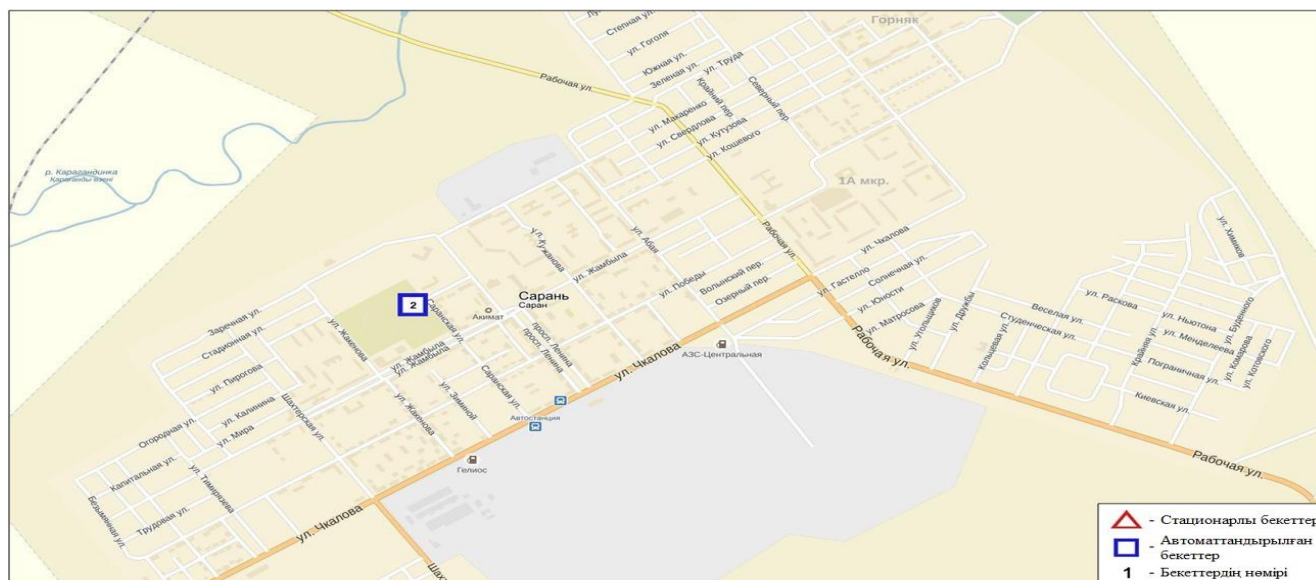 Горняк
Степная ул.
ул. Гоголя
Южная ул.
Зеленая ул.
ул. Труда
Рабочая ул.
Крайний пер.
Северный пер.
ул. Макаренко
ул. Свердлова
ул. Кутузова
ул. Кошевого
р. Карагандинка
Қарағанды өзені
1А мкр.
ул. Кужанова
ул. Абая
ул. Жамбыла
Рабочая ул.
ул. Чкалова
ул. Химиков
ул. Победы
Волынский пер.
Озерный пер.
ул. Гастелло
Солнечная ул.
ул. Юности
ул. Матросова
ул. Угольщиков
ул. Дружбы
Веселая ул.
ул. Раскова
Студенческая ул.
Кольцевая ул.
Крайняя ул.
ул. Ньютона
ул. Менделеева
ул. Буденного
ул. Комарова
ул. Котовского
Пограничная ул.
Киевская ул.
2
Саранская ул.
Сарань
Саран
Акимат
Заречная ул.
Стадионная ул.
ул. Жакенова
просп. Ленина
просп. Ленина
ул. Чкалова
АЗС-Центральная
Рабочая ул.
ул. Жамбыла
ул. Жамбыла
ул. Пирогова
Саранская ул.
ул. Зимина
Огородная ул.
ул. Калинина
ул. Мира
Шахтерская ул.
ул. Жакенова
Автостанция
Гелиос
Капитальная ул.
ул. Тимирязева
Трудовая ул.
Безымянная ул.
ул. Чкалова
Рабочая ул.
- Стационарлы бекеттер
- Автоматтандырылған
бекеттер
1 - Бекеттердің нөмірі